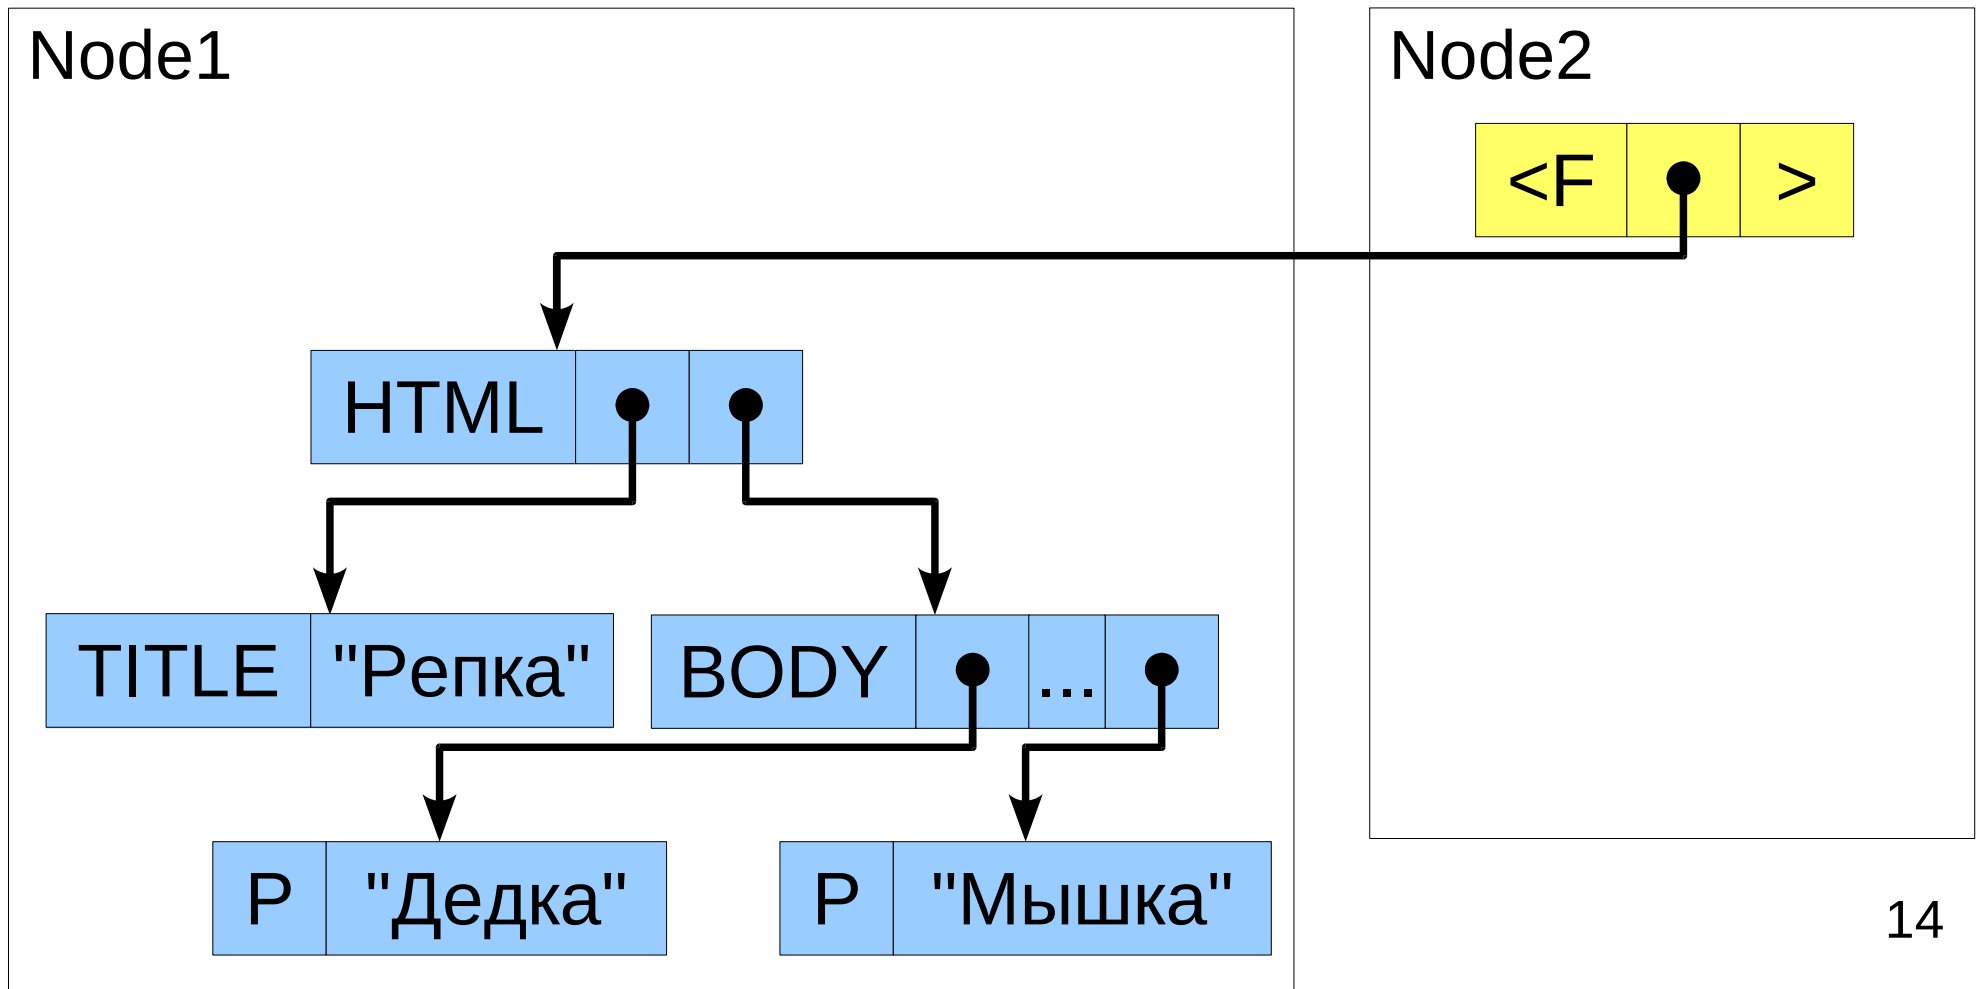 Node1
Node2
<F >
HTML
TITLE "Репка"
BODY ...
P "Дедка"
P "Мышка"
14